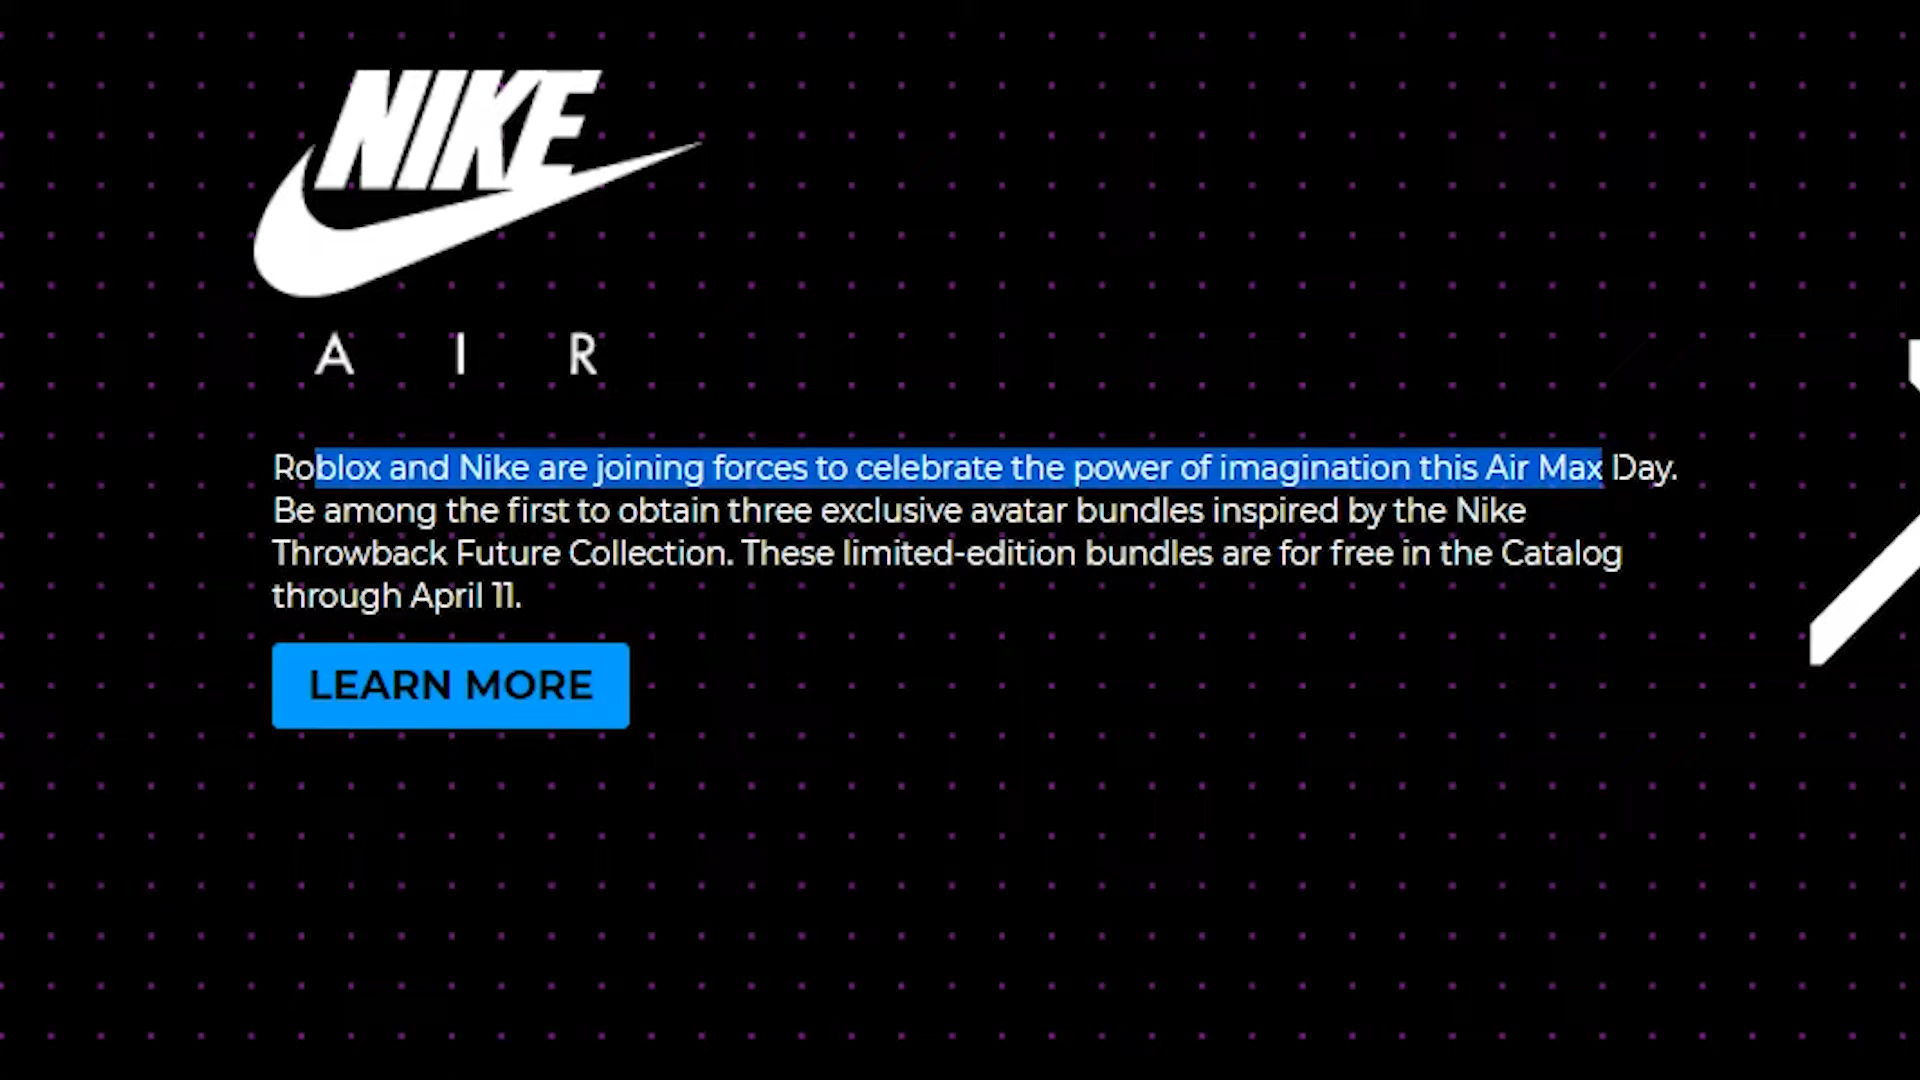 NIKE
AIR
Roblox and Nike are joining forces to celebrate the power of imagination this Air Max Day.
Be among the first to obtain three exclusive avatar bundles inspired by the Nike
Throwback Future Collection. These limited-edition bundles are for free in the Catalog
through April 11.
LEARN MORE